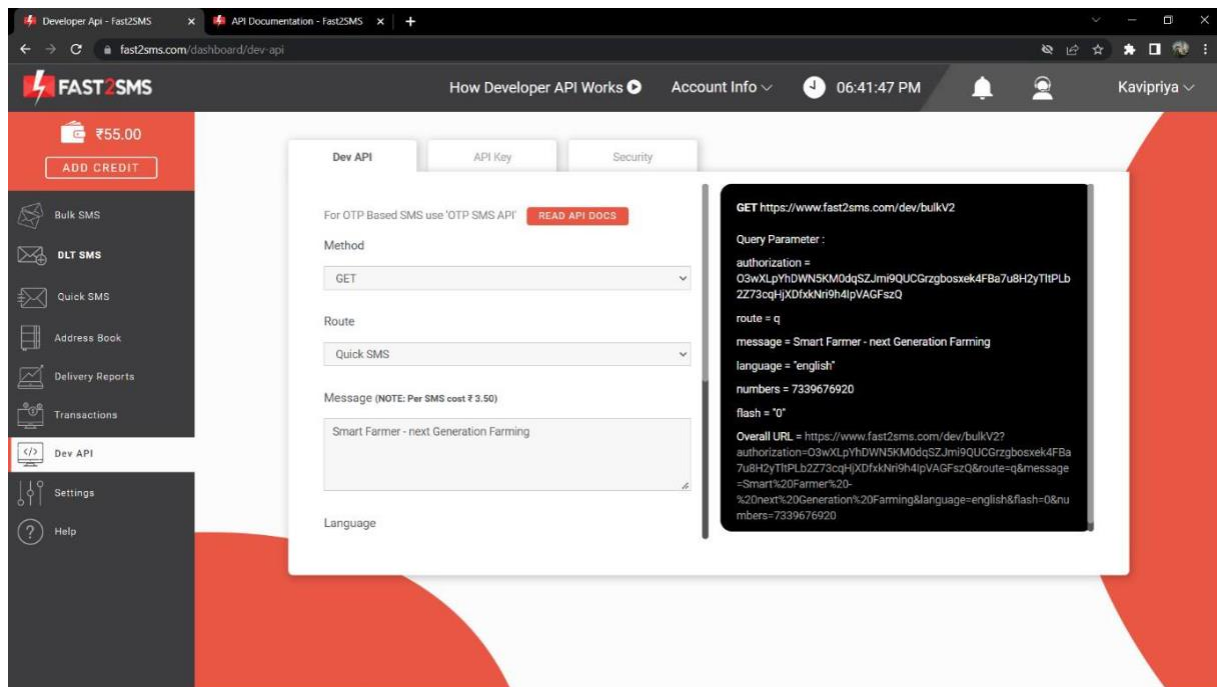 Developer Api - Fast2SMS
API Documentation - Fast2SMS
fast2sms.com/dashboard/dev-api
FAST2SMS
How Developer API Works
Account Info
06:41:47 PM
Kavipriya
₹55.00
ADD CREDIT
Bulk SMS
DLT SMS
Quick SMS
Address Book
Delivery Reports
Transactions
Dev API
Settings
Help
Dev API
API Key
Security
For OTP Based SMS use 'OTP SMS API'
READ API DOCS
Method
GET
Route
Quick SMS
Message (NOTE: Per SMS cost ₹ 3.50)
Smart Farmer - next Generation Farming
Language
GET https://www.fast2sms.com/dev/bulkV2
Query Parameter :
authorization =
O3wXLpYhDWN5KM0dqSZJmi9QUCGrzgbosxek4FBa7u8H2yTltPLb
2Z73cqHjXDfxkNri9h4IpVAGFszQ
route = q
message = Smart Farmer - next Generation Farming
language = "english"
numbers = 7339676920
flash = "0"
Overall URL = https://www.fast2sms.com/dev/bulkV2?
authorization=O3wXLpYhDWN5KM0dqSZJmi9QUCGrzgbosxek4FBa
7u8H2yTltPLb2Z73cqHjXDfxkNri9h4IpVAGFszQ&route=q&message
=Smart%20Farmer%20-
%20next%20Generation%20Farming&language=english&flash=0&nu
mbers=7339676920